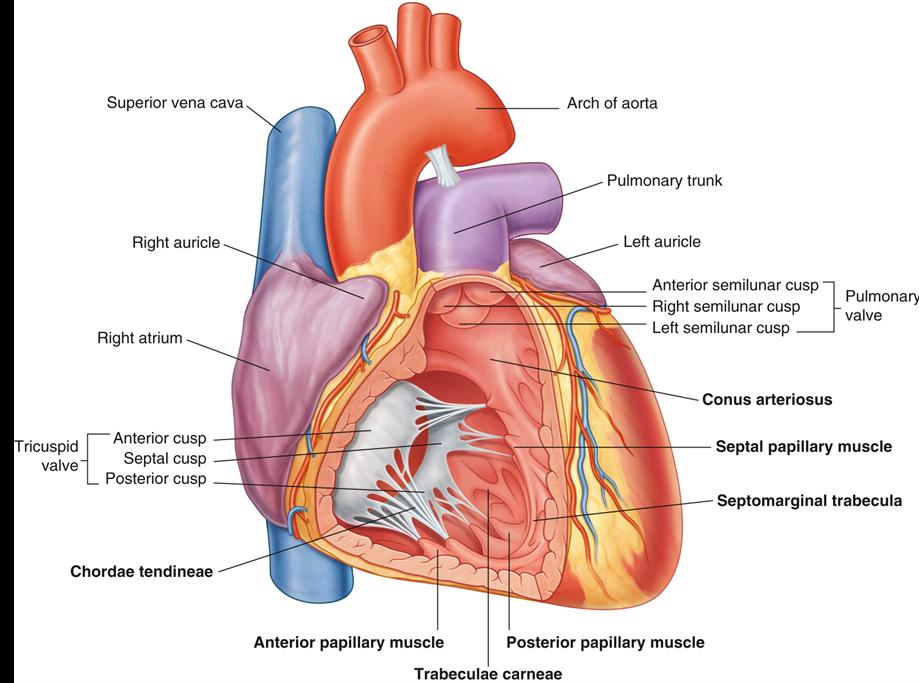 Superior vena cava
Arch of aorta
Pulmonary trunk
Right auricle
Left auricle
Anterior semilunar cusp
Right semilunar cusp
Left semilunar cusp
Pulmonary
valve
Right atrium
Conus arteriosus
Tricuspid
valve
Anterior cusp
Septal cusp
Posterior cusp
Septal papillary muscle
Septomarginal trabecula
Chordae tendineae
Anterior papillary muscle
Posterior papillary muscle
Trabeculae carneae